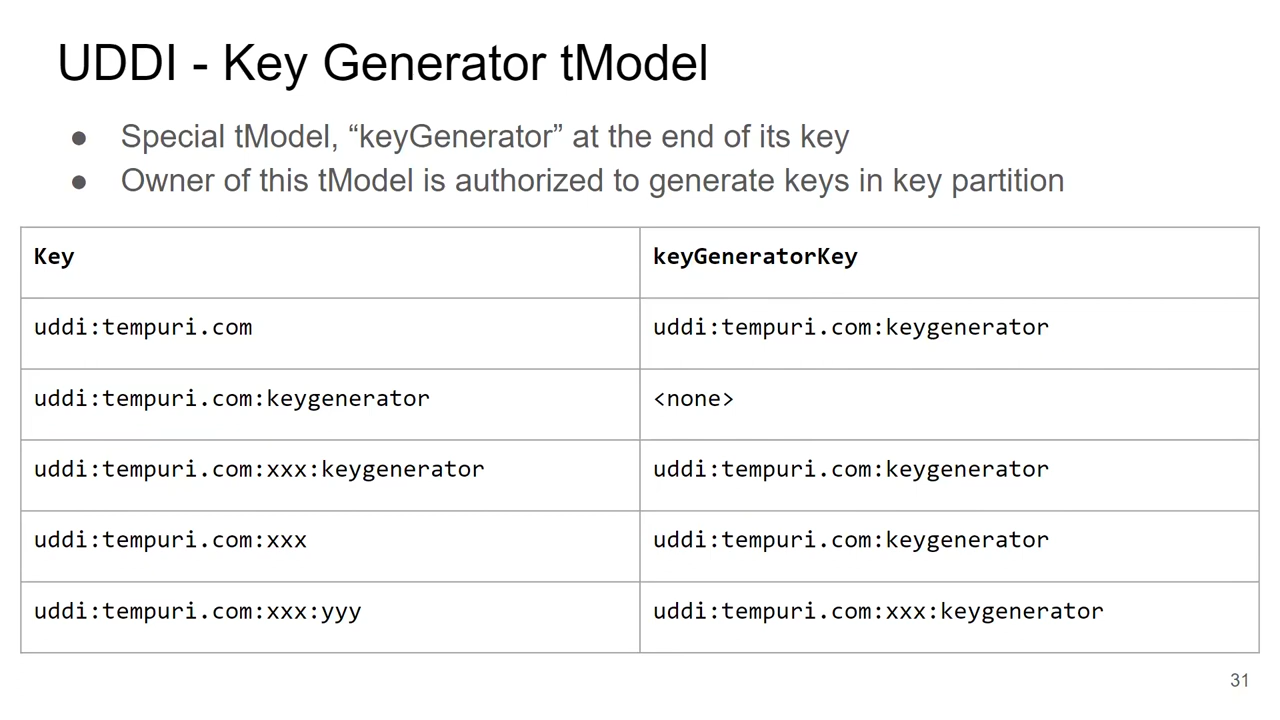 UDDI - Key Generator tModel
● Special tModel, “keyGenerator” at the end of its key
● Owner of this tModel is authorized to generate keys in key partition
Key keyGeneratorKey
uddi:tempuri.com uddi:tempuri.com:keygenerator
uddi:tempuri.com:keygenerator <none>
uddi:tempuri.com:xxx:keygenerator uddi:tempuri.com:keygenerator
uddi:tempuri.com:xxx uddi:tempuri.com:keygenerator
uddi:tempuri.com:xxx:yyy uddi:tempuri.com:xxx:keygenerator
31